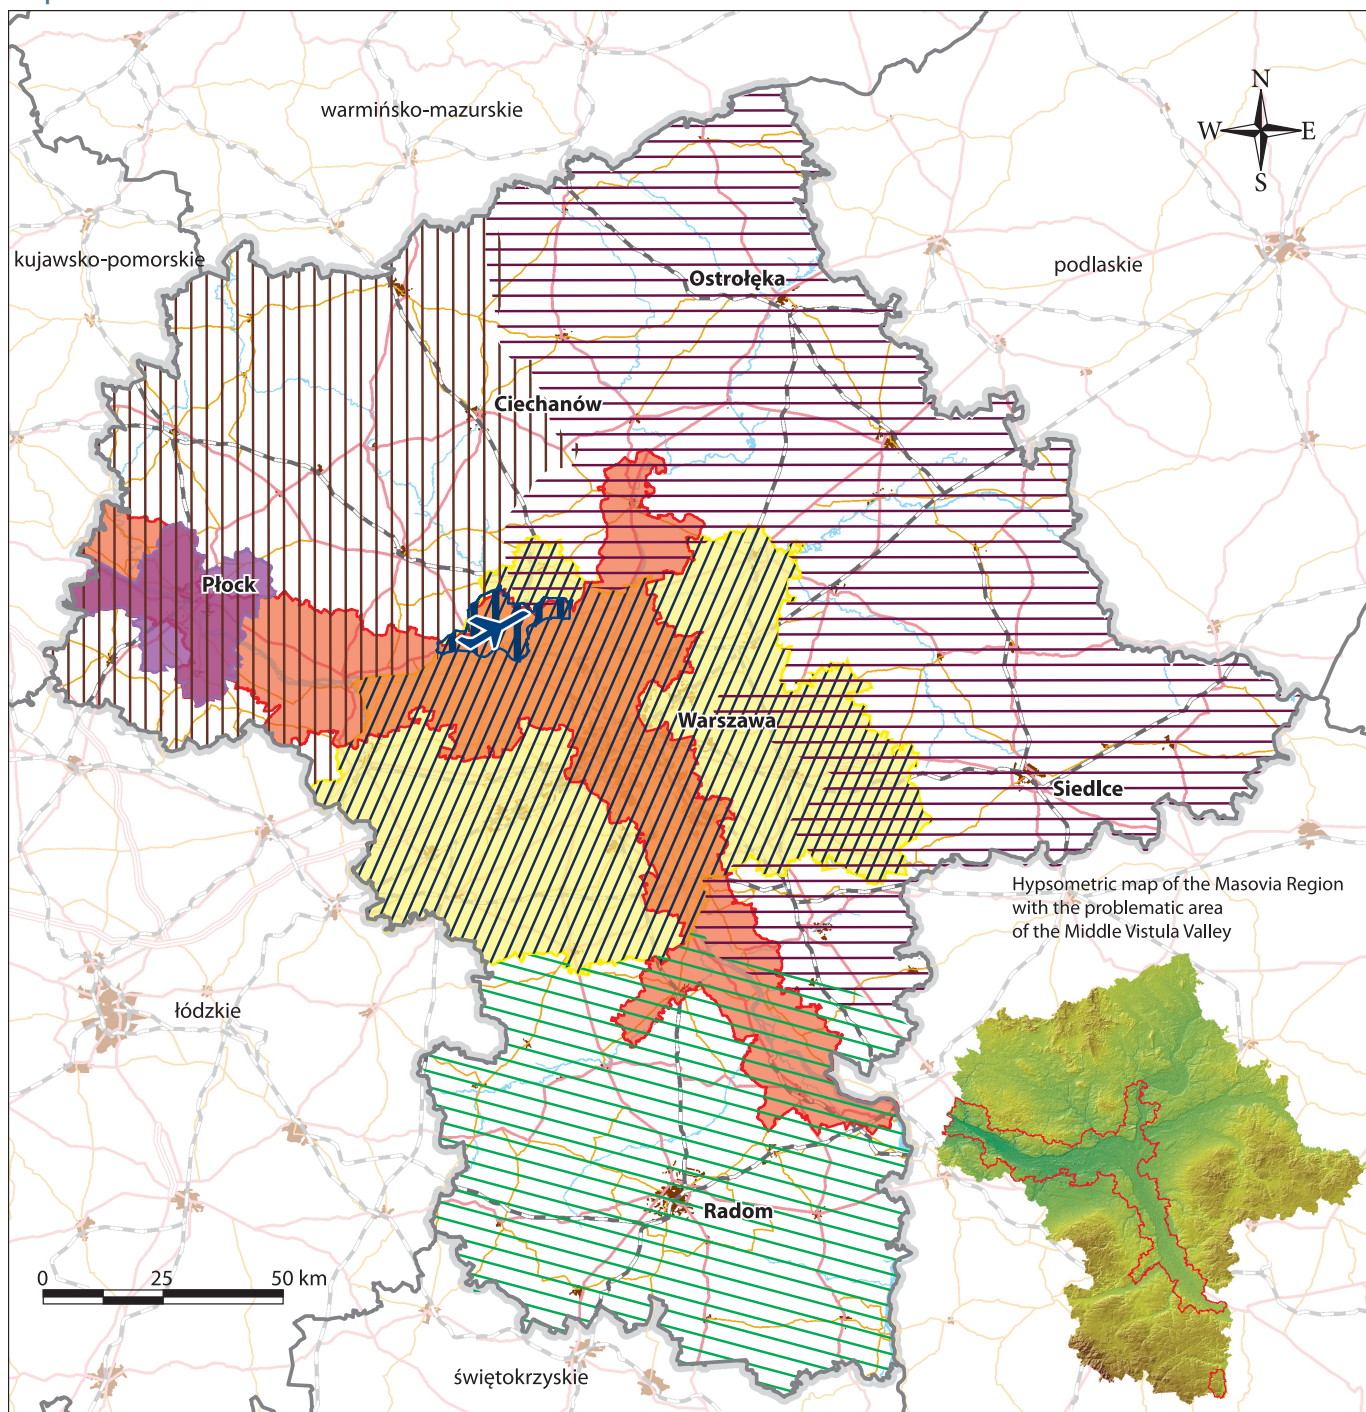 warmińsko-mazurskie
N
W
E
S
kujawsko-pomorskie
podlaskie
Ostrołęka
Ciechanów
Płock
Warszawa
Siedlce
Hypsometric map of the Masovia Region
with the problematic area
of the Middle Vistula Valley
łódzkie
Radom
0 25 50 km
świętokrzyskie